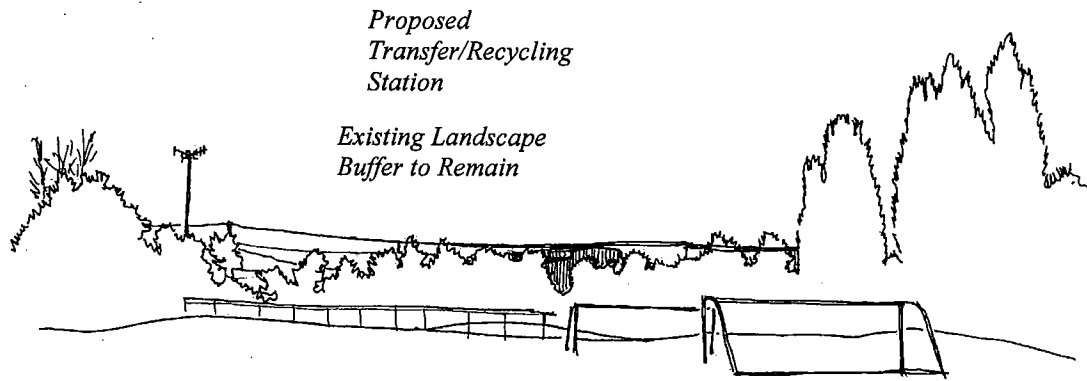 Proposed
Transfer/Recycling
Station
Existing Landscape
Buffer to Remain